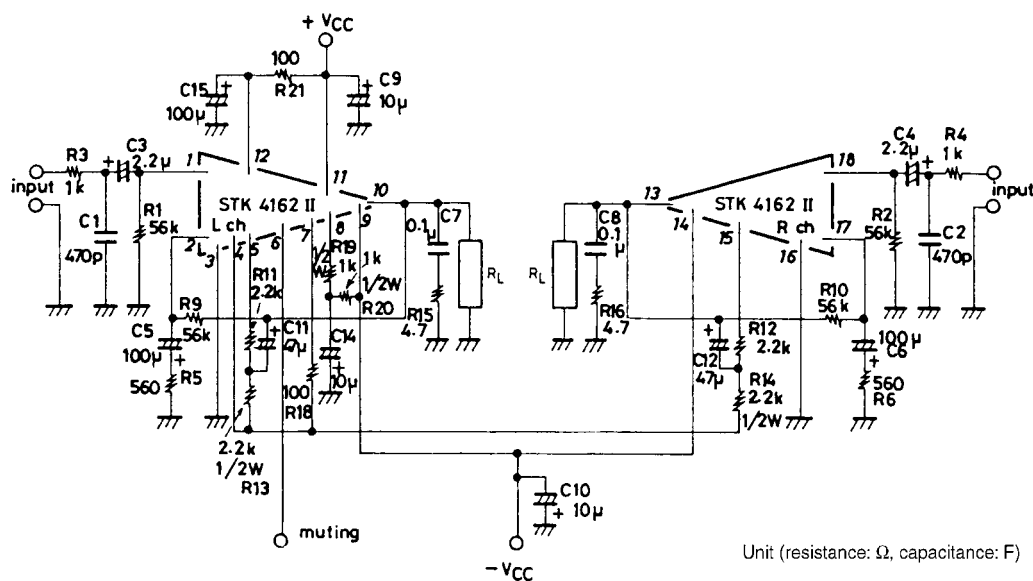 + VCC
100
R21
C15 +
100µ
+ C9
10µ
C3
+ 2.2µ
R3
1k
input
C1
470p
R1
56k
1
12
11
10
STK 4162 II
L ch
2
3
4
5
6
7
8
9
C7
0.1
µ
RL
R15
4.7
R19
1k
1/2
W
1k
1/2W
R20
R11
2.2k
R9
56k
C5
100µ
+
R5
560
+
C11
47µ
C14
+
10µ
100
R18
2.2k
1/2W
R13
muting
13
14
15
16
17
18
STK 4162 II
R ch
C8
0.1
µ
RL
R16
4.7
C4
2.2µ
+
R4
1k
input
R2
56k
C2
470p
R10
56k
100µ
C6
+
560
R6
R12
2.2k
+
C12
47µ
R14
2.2k
1/2W
C10
+ 10µ
− VCC
Unit (resistance: Ω, capacitance: F)